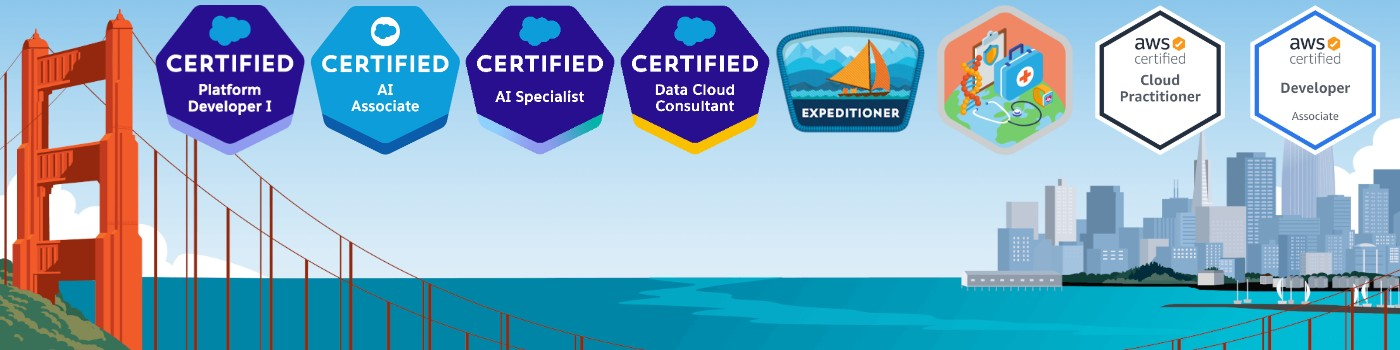 CERTIFIED
Platform
Developer I
CERTIFIED
AI
Associate
CERTIFIED
AI Specialist
CERTIFIED
Data Cloud
Consultant
EXPEDITIONER
aws
certified
Cloud
Practitioner
aws
certified
Developer
Associate